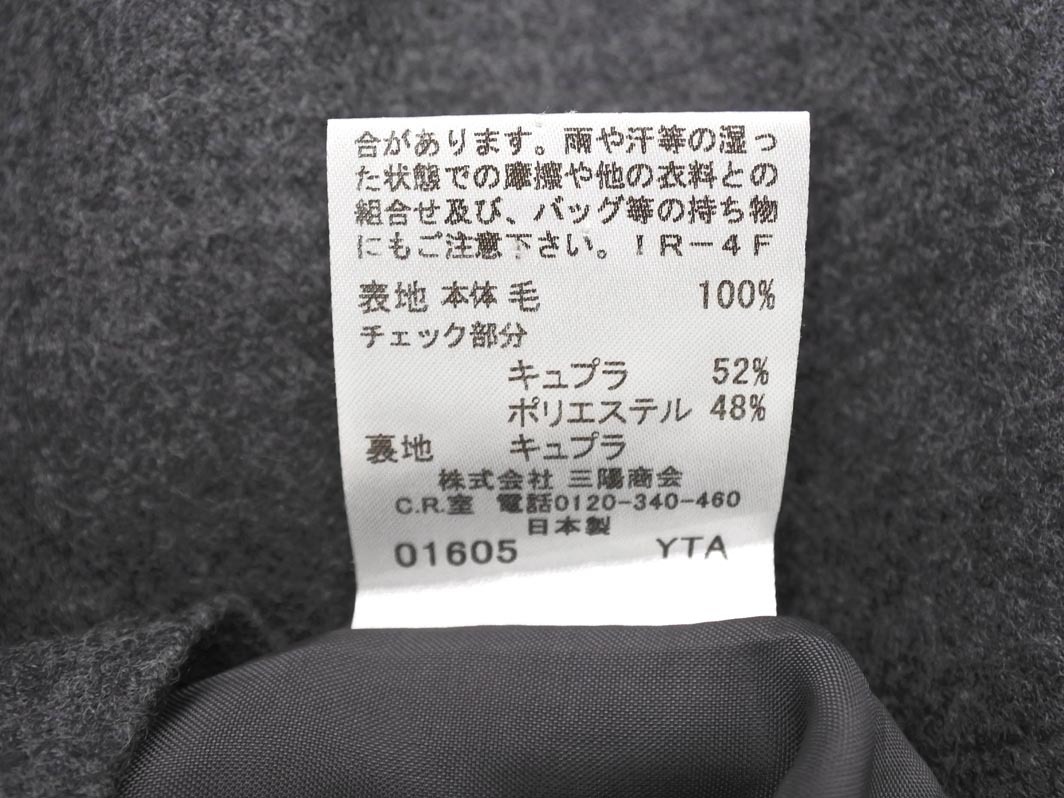 合があります。雨や汗等の湿っ
た状態での摩擦や他の衣料との
組合せ及び、バッグ等の持ち物
にもご注意下さい。IR-4F
表地 本体 毛 100%
チェック部分
キュプラ 52%
ポリエステル 48%
裏地 キュプラ
株式会社 三陽商会
C.R.室 電話0120-340-460
日本製
01605 YTA